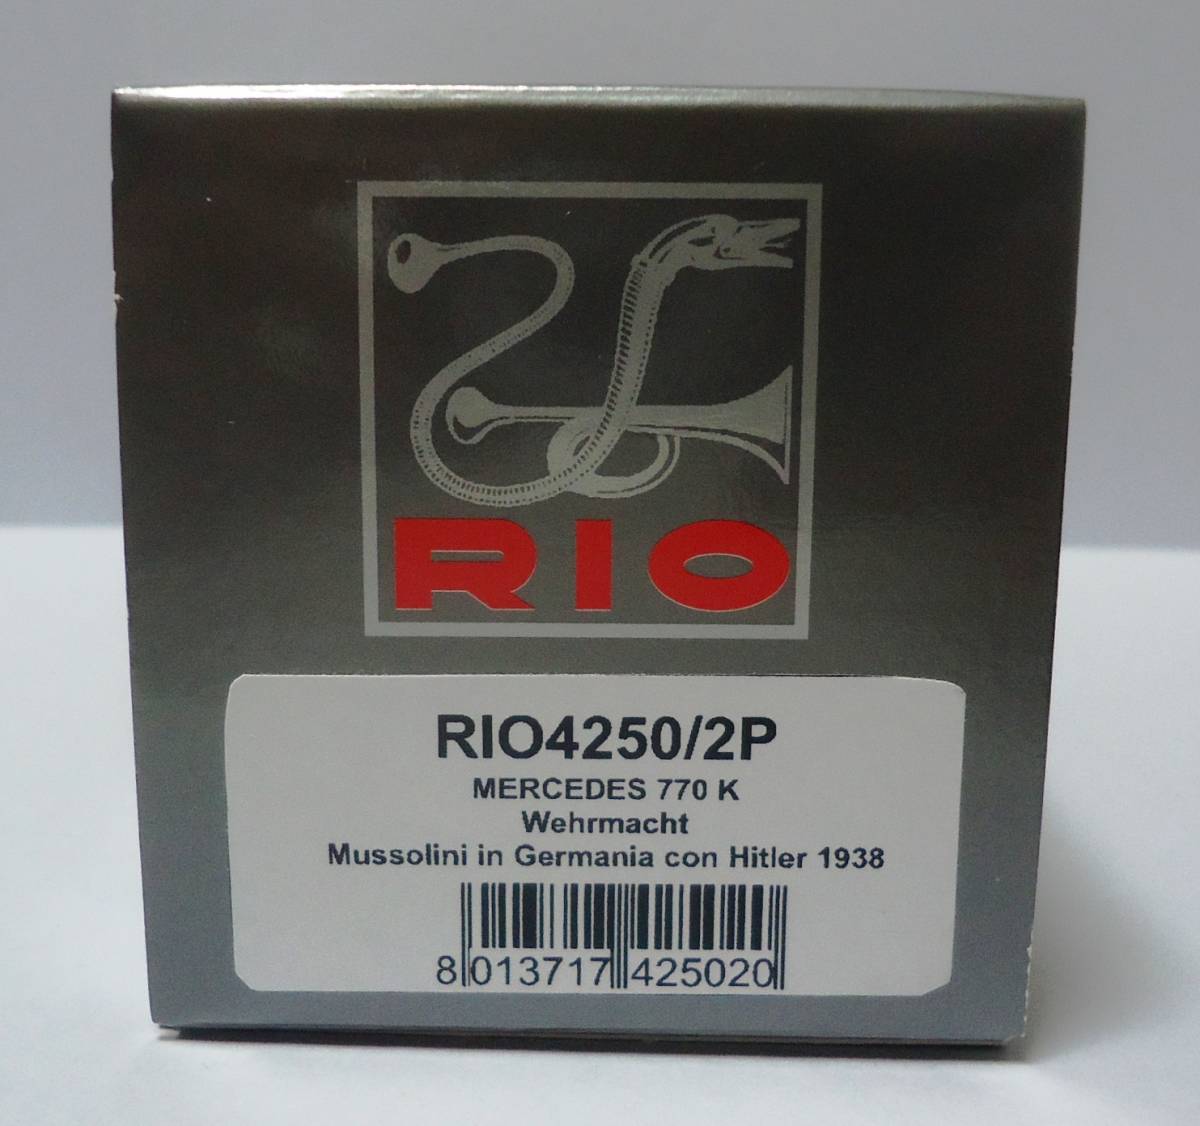 RIO
RIO4250/2P
MERCEDES 770 K
Wehrmacht
Mussolini in Germania con Hitler 1938
8 013717 425020